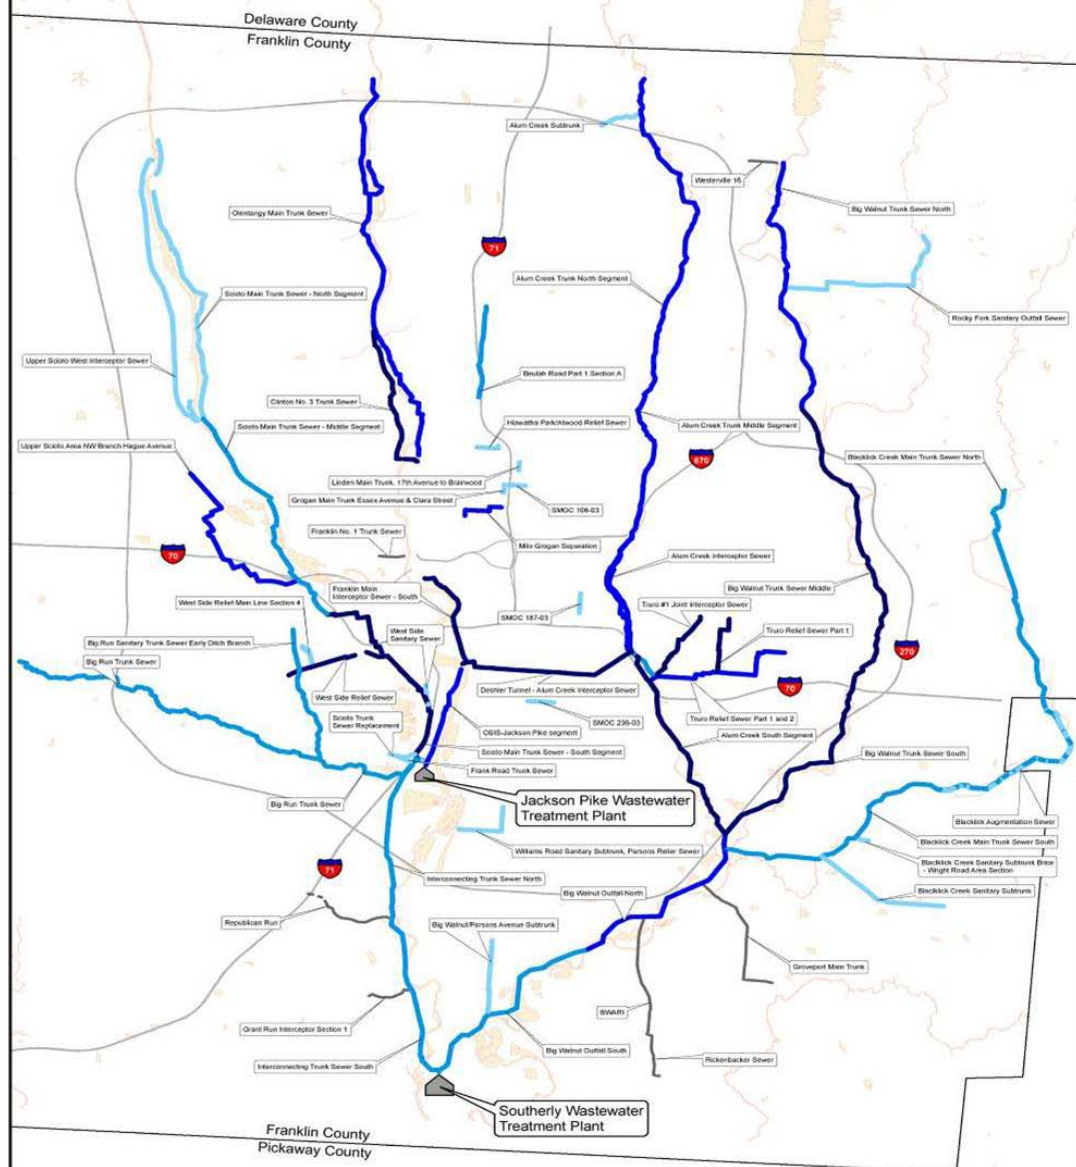 Delaware County
Franklin County
Alum Creek Subtrunk
Westerville 16
Olentangy Main Trunk Sewer
Big Walnut Trunk Sewer North
71
Alum Creek Trunk North Segment
Scioto Main Trunk Sewer - North Segment
Rocky Fork Sanitary Outfall Sewer
Upper Scioto West Interceptor Sewer
Beulah Road Part 1 Section A
Clinton No. 3 Trunk Sewer
Hiawatha Park/Atwood Relief Sewer
Scioto Main Trunk Sewer - Middle Segment
Alum Creek Trunk Middle Segment
Upper Scioto Area NW Branch Hague Avenue
670
Blacklick Creek Main Trunk Sewer North
Linden Main Trunk, 17th Avenue to Briarwood
Grogan Main Trunk Essex Avenue & Clara Street
SMOC 106-03
Franklin No. 1 Trunk Sewer
Milo Grogan Separation
70
Alum Creek Interceptor Sewer
Franklin Main
Interceptor Sewer - South
Big Walnut Trunk Sewer Middle
West Side Relief Main Line Section 4
Truro #1 Joint Interceptor Sewer
SMOC 187-03
West Side
Sanitary Sewer
Truro Relief Sewer Part 1
Big Run Sanitary Trunk Sewer Early Ditch Branch
270
Big Run Trunk Sewer
Deshler Tunnel - Alum Creek Interceptor Sewer
70
West Side Relief Sewer
Scioto Trunk
Sewer Replacement
SMOC 236-03
Truro Relief Sewer Part 1 and 2
OSIS-Jackson Pike segment
Alum Creek South Segment
Scioto Main Trunk Sewer - South Segment
Big Walnut Trunk Sewer South
Frank Road Trunk Sewer
Big Run Trunk Sewer
Jackson Pike Wastewater
Treatment Plant
Blacklick Augmentation Sewer
Blacklick Creek Main Trunk Sewer South
Williams Road Sanitary Subtrunk, Parsons Relief Sewer
Blacklick Creek Sanitary Subtrunk Brice
- Wright Road Area Section
71
Interconnecting Trunk Sewer North
Blacklick Creek Sanitary Subtrunk
Big Walnut Outfall North
Republican Run
Big Walnut/Parsons Avenue Subtrunk
Groveport Main Trunk
BWARI
Grant Run Interceptor Section 1
Big Walnut Outfall South
Rickenbacker Sewer
Interconnecting Trunk Sewer South
Southerly Wastewater
Treatment Plant
Franklin County
Pickaway County